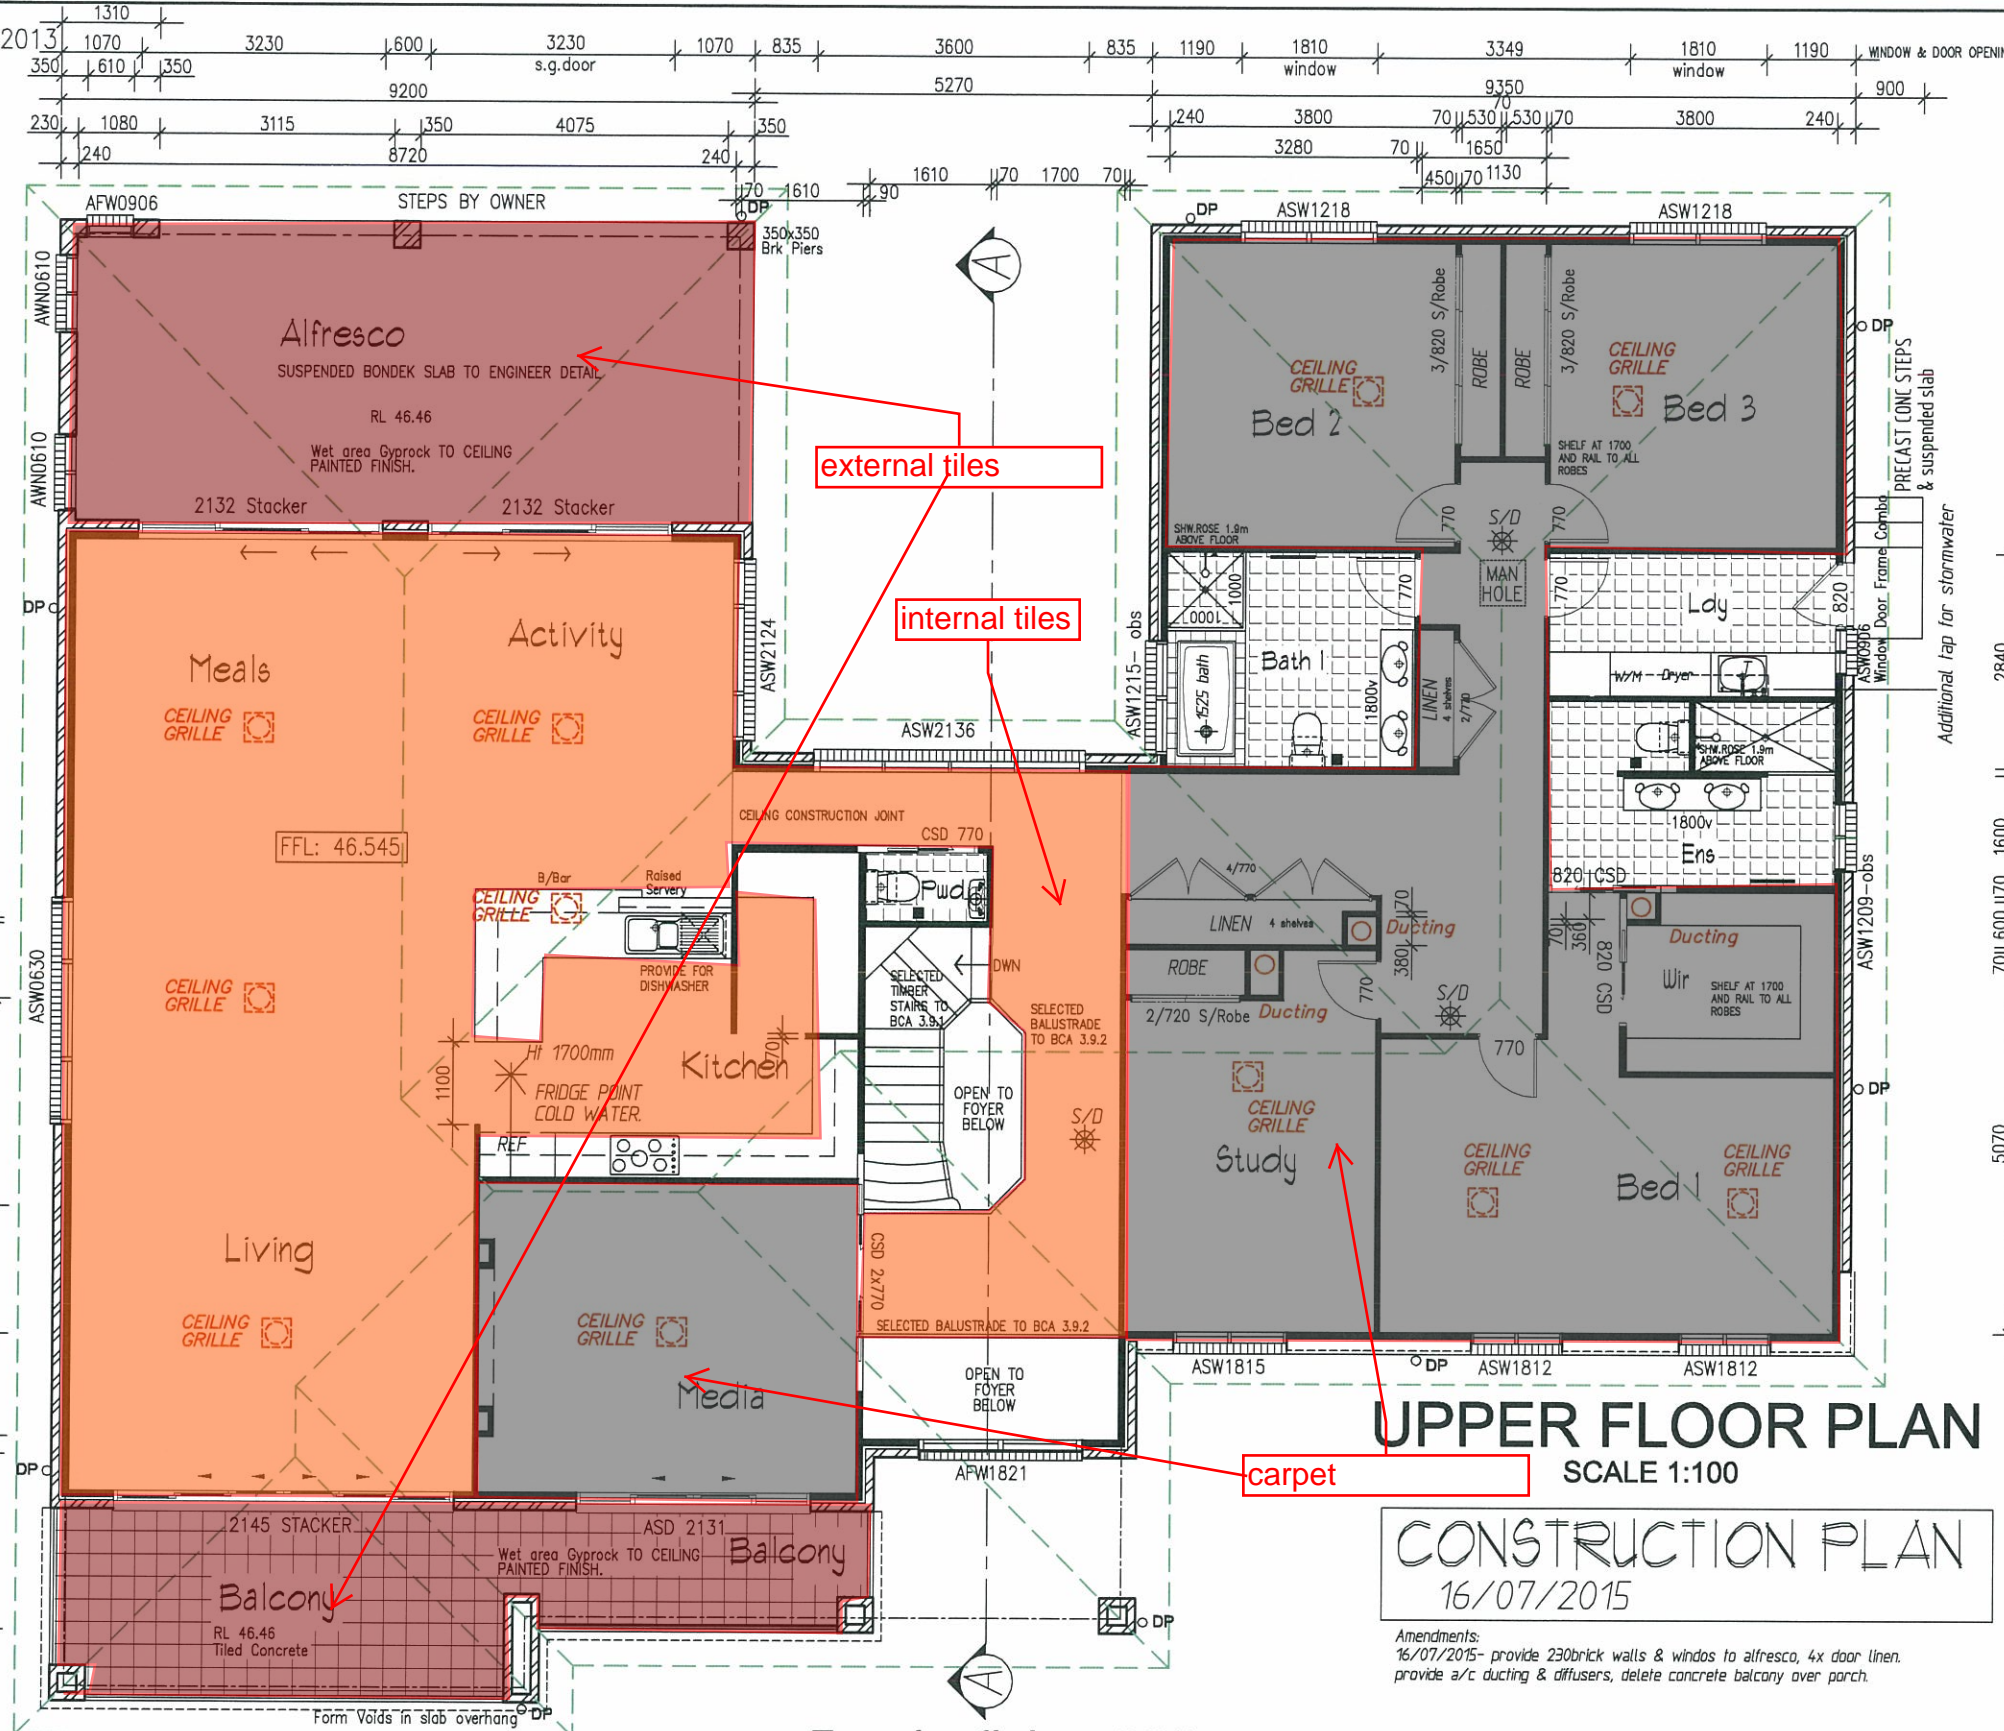 2013
1310
1070 3230 600 3230 1070 835 3600 835 1190 1810 3349 1810 1190 WINDOW & DOOR OPENIN
s.g.door window window
350 610 350
9200 5270 9350 900
70
230 1080 3115 350 4075 350 240 3800 70 530 530 70 3800 240
240 8720 240 3280 70 1650
70 1610 90 1610 70 1700 70 450 70 1130
AFW0906 STEPS BY OWNER DP DP ASW1218 ASW1218
350x350
Brk Piers
A
AWN0610
AWN0610
Alfresco
SUSPENDED BONDEK SLAB TO ENGINEER DETAIL
RL 46.46
Wet area Gyprock TO CEILING
PAINTED FINISH.
2132 Stacker 2132 Stacker
external tiles
internal tiles
CEILING
GRILLE
Bed 2
3/820 S/Robe
ROBE
ROBE
3/820 S/Robe
CEILING
GRILLE
Bed 3
SHELF AT 1700
AND RAIL TO ALL
ROBES
DP
PRECAST CONC STEPS
& suspended slab
Window Door Frame Combo
Additional tap for stormwater
SHW.ROSE 1.9m
ABOVE FLOOR
770 S/D 770
MAN
HOLE
1000
1000
770
770
Ldy
820
ASW0906
W/M Dryer
1525 bath
Bath 1
1800v
LINEN
4 shelves
2/770
ASW1215- obs
DP
Meals
Activity
CEILING
GRILLE
CEILING
GRILLE
ASW2124
ASW2136
SHW.ROSE 1.9m
ABOVE FLOOR
1800v
Ens
820 CSD
ASW1209-obs
2840
1600
70 600 170
5070
CEILING CONSTRUCTION JOINT
CSD 770
FFL: 46.545
B/Bar
Raised
Servery
CEILING
GRILLE
Pwd
4/770
LINEN 4 shelves
70
Ducting
380
70
360
820 CSD
Ducting
Wir
SHELF AT 1700
AND RAIL TO ALL
ROBES
ROBE
2/720 S/Robe
Ducting
770
S/D
770
ASW0630
CEILING
GRILLE
PROVIDE FOR
DISHWASHER
SELECTED
TIMBER
STAIRS TO
BCA 3.9.1
DWN
SELECTED
BALUSTRADE
TO BCA 3.9.2
1100
Ht 1700mm
Kitchen
FRIDGE POINT
COLD WATER.
REF
OPEN TO
FOYER
BELOW
S/D
CEILING
GRILLE
Study
CEILING
GRILLE
CEILING
GRILLE
Bed 1
DP
Living
CEILING
GRILLE
CEILING
GRILLE
Media
CSD 2x770
SELECTED BALUSTRADE TO BCA 3.9.2
OPEN TO
FOYER
BELOW
ASW1815 DP ASW1812 ASW1812
AFW1821
carpet
UPPER FLOOR PLAN
SCALE 1:100
DP
2145 STACKER
ASD 2131
Wet area Gyprock TO CEILING
PAINTED FINISH.
Balcony
Balcony
RL 46.46
Tiled Concrete
Form Voids in slab overhang
DP
DP
A
CONSTRUCTION PLAN
16/07/2015
Amendments:
16/07/2015- provide 230brick walls & windos to alfresco, 4x door linen.
provide a/c ducting & diffusers, delete concrete balcony over porch.